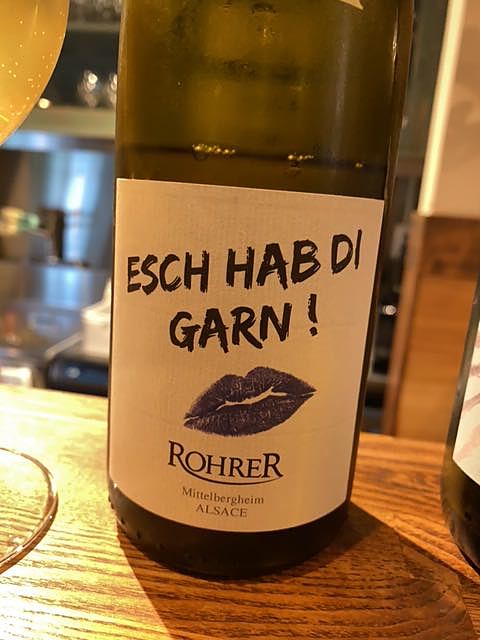 ESCH HAB DI
GARN !
ROHRER
Mittelbergheim
ALSACE